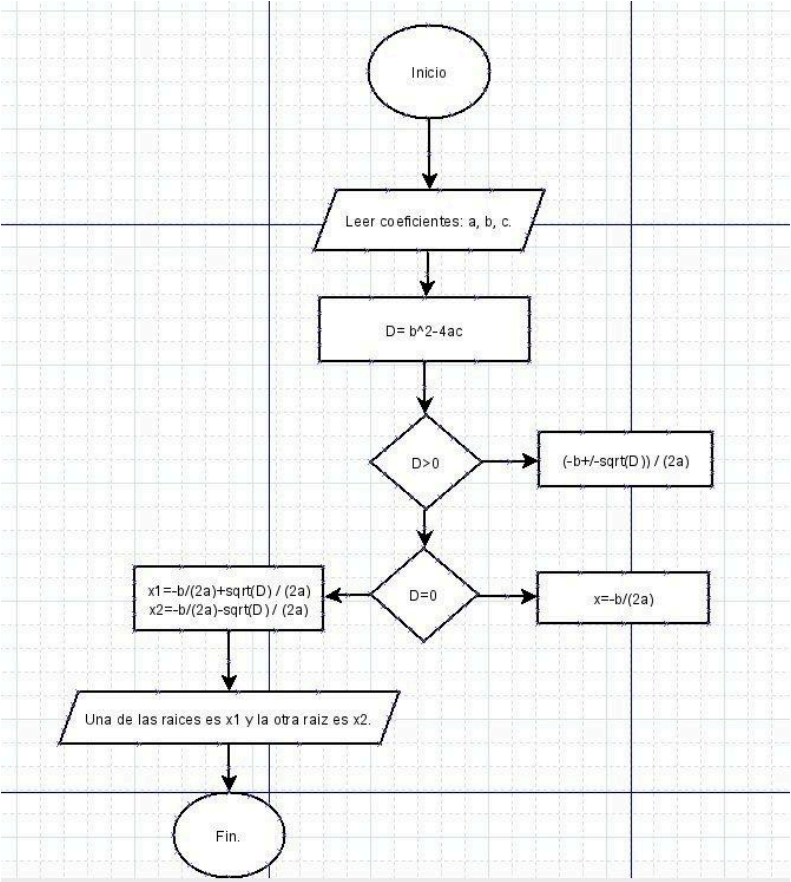 Inicio
Leer coeficientes: a, b, c.
D= b^2-4ac
D>0
(-b+/-sqrt(D)) / (2a)
x1=-b/(2a)+sqrt(D) / (2a)
x2=-b/(2a)-sqrt(D) / (2a)
D=0
x=-b/(2a)
Una de las raices es x1 y la otra raiz es x2.
Fin.